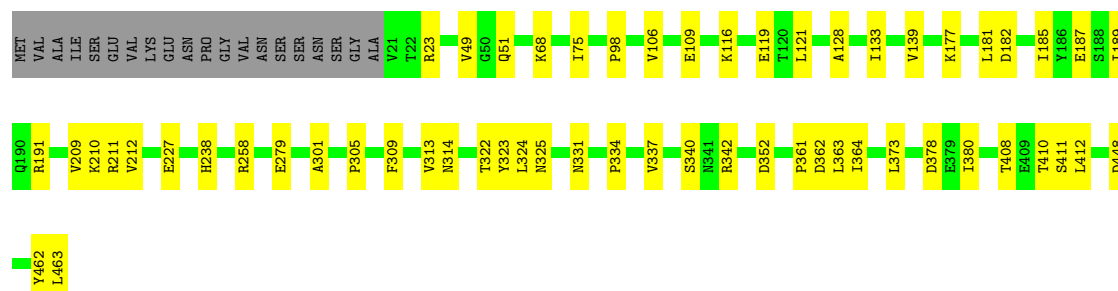 MET VAL ALA ILE SER GLU VAL VAL LYS GLU ASN PRO GLY VAL ASN SER SER ASN SER GLY ALA V21 T22 R23 V49 G50 Q51 K68 I75 P98 V106 E109 K116 E119 T120 L121 A128 I133 V139 K177 L181 D182 I185 Y186 E187 S188 I189
Q190 R191 V209 K210 R211 V212 E227 H238 R258 E279 A301 P305 F309 V313 N314 T322 Y323 L324 N325 N331 P334 V337 S340 N341 R342 D352 P361 D362 L363 I364 L373 D378 E379 I380 T408 E409 T410 S411 L412
Y462 L463